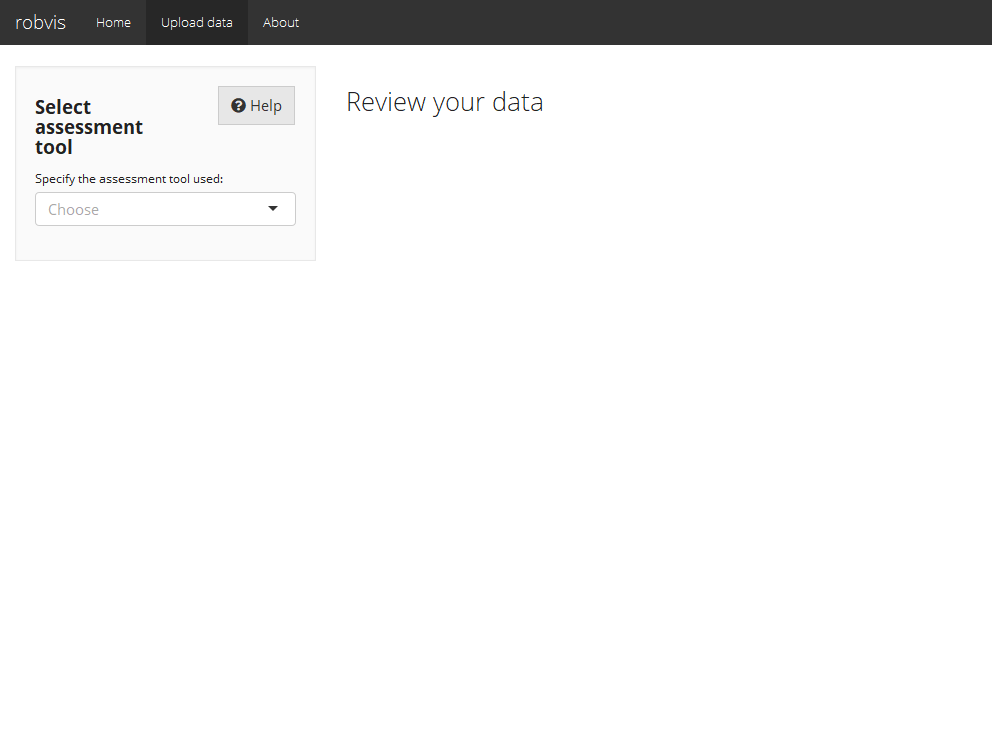 robvis Home Upload data About
Select
assessment
tool
Help
Specify the assessment tool used:
Choose
Review your data